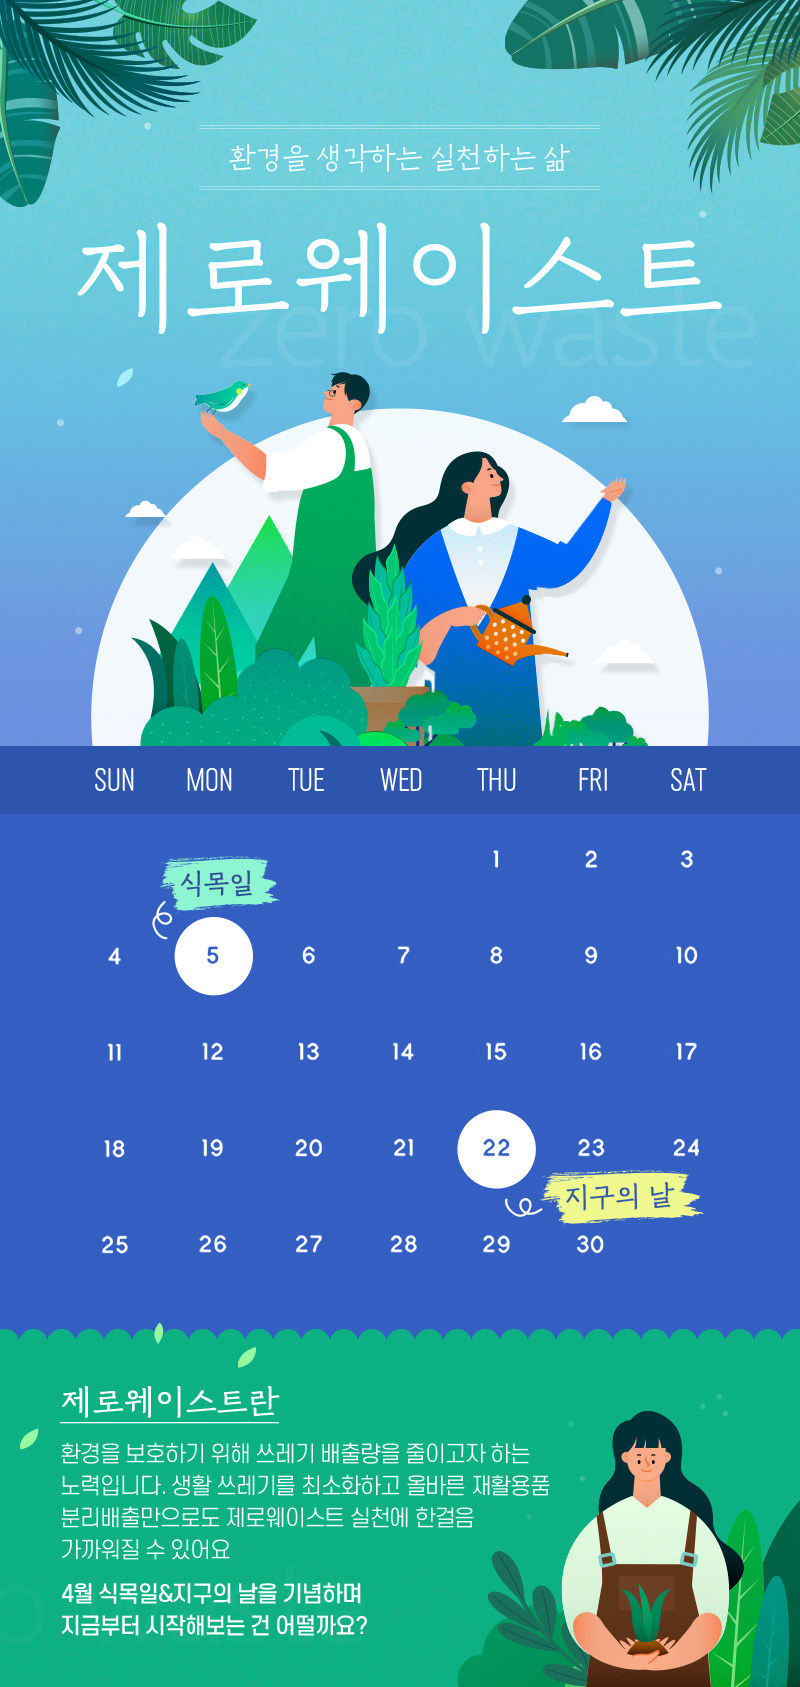 환경을 생각하는 실천하는 삶
제로웨이스트
zero waste
SUN MON TUE WED THU FRI SAT
1 2 3
식목일
4 5 6 7 8 9 10
11 12 13 14 15 16 17
18 19 20 21 22 23 24
지구의 날
25 26 27 28 29 30
제로웨이스트란
환경을 보호하기 위해 쓰레기 배출량을 줄이고자 하는
노력입니다. 생활 쓰레기를 최소화하고 올바른 재활용품
분리배출만으로도 제로웨이스트 실천에 한걸음
가까워질 수 있어요
4월 식목일&지구의 날을 기념하며
지금부터 시작해보는 건 어떨까요?